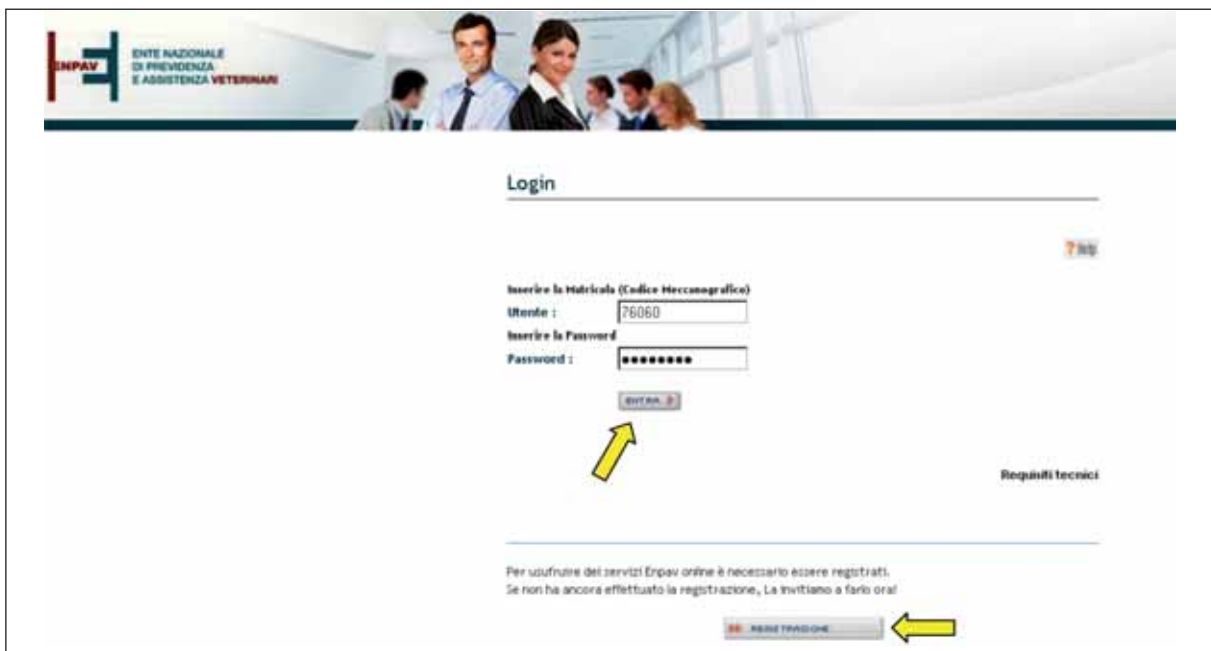 ENPAV
ENTE NAZIONALE
DI PREVIDENZA
E ASSISTENZA VETERINARI
Login
? Help
Inserire la Matricola (Codice Meccanografico)
Utente : 76060
Inserire la Password
Password : ●●●●●●●●
ENTRA
Requisiti tecnici
Per usufruire dei servizi Enpav online è necessario essere registrati.
Se non ha ancora effettuato la registrazione, La invitiamo a farlo ora!
REGISTRAZIONE